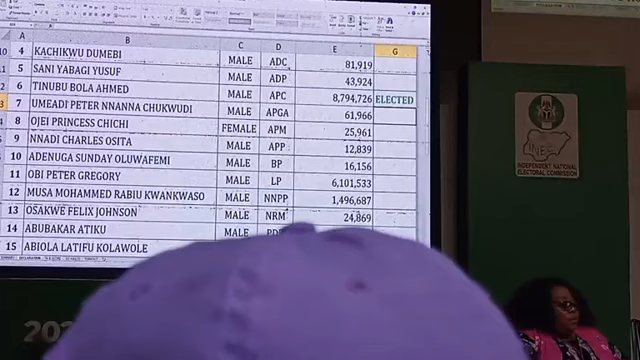 A B C D E G
10 4 KACHIKWU DUMEBI MALE ADC 81,919
11 5 SANI YABAGI YUSUF MALE ADP 43,924
6 TINUBU BOLA AHMED MALE APC 8,794,726 ELECTED
3 7 UMEADI PETER NNANNA CHUKWUDI MALE APGA 61,966
8 OJEI PRINCESS CHICHI FEMALE APM 25,961
9 NNADI CHARLES OSITA MALE APP 12,839
10 ADENUGA SUNDAY OLUWAFEMI MALE BP 16,156
11 OBI PETER GREGORY MALE LP 6,101,533
12 MUSA MOHAMMED RABIU KWANKWASO MALE NNPP 1,496,687
13 OSAKWE FELIX JOHNSON MALE NRM 24,869
14 ABUBAKAR ATIKU MALE
15 ABIOLA LATIFU KOLAWOLE
INEC
INDEPENDENT NATIONAL
ELECTORAL COMMISSION